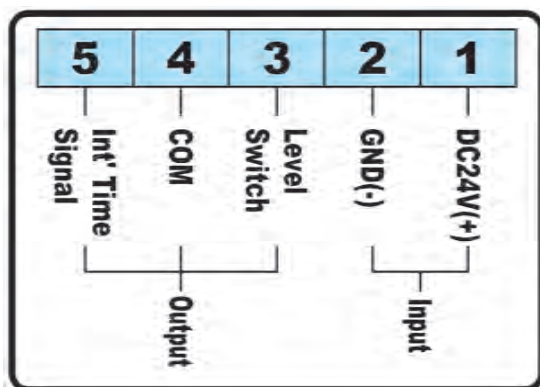 5 4 3 2 1
Int' Time
Signal
COM
Level
Switch
GND(-)
DC24V(+)
Output
Input